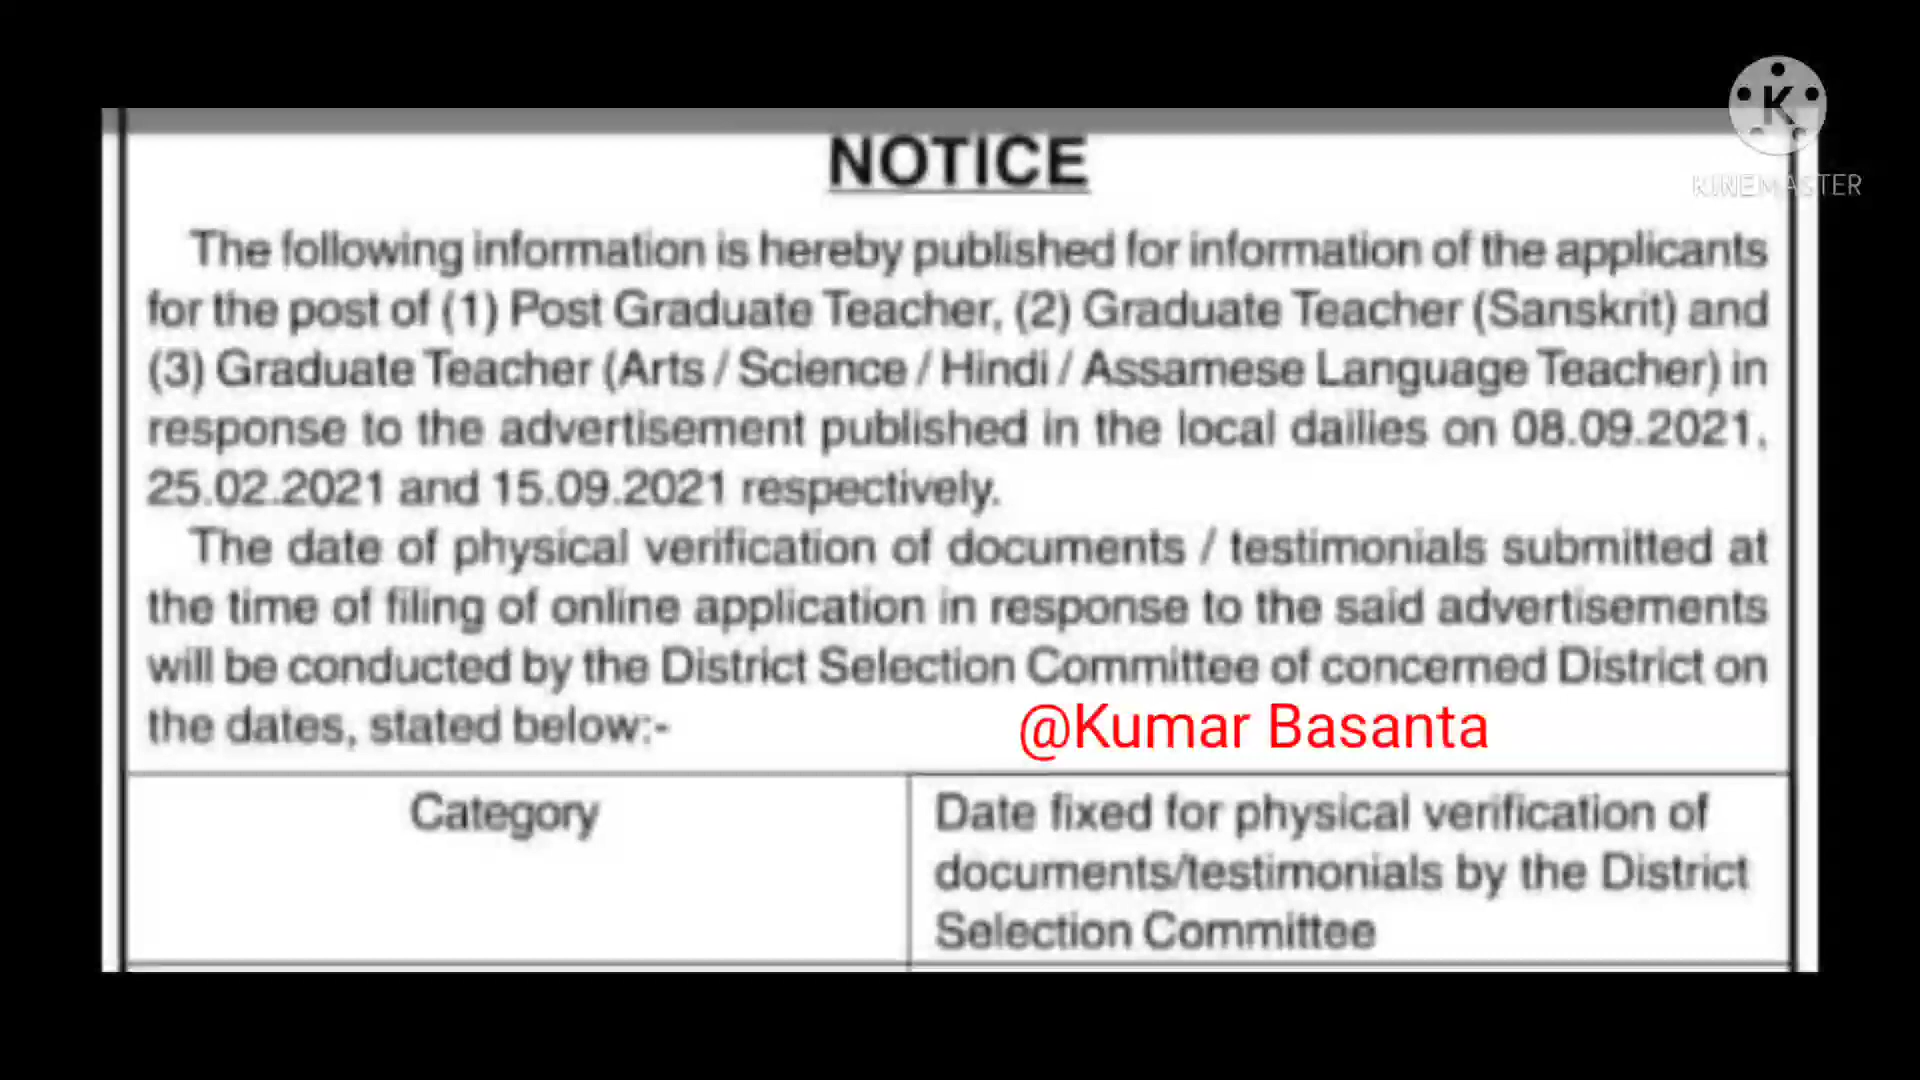 NOTICE
K
KINEMASTER
The following information is hereby published for information of the applicants
for the post of (1) Post Graduate Teacher, (2) Graduate Teacher (Sanskrit) and
(3) Graduate Teacher (Arts / Science / Hindi / Assamese Language Teacher) in
response to the advertisement published in the local dailies on 08.09.2021,
25.02.2021 and 15.09.2021 respectively.
The date of physical verification of documents / testimonials submitted at
the time of filing of online application in response to the said advertisements
will be conducted by the District Selection Committee of concerned District on
the dates, stated below:-
@Kumar Basanta
Category
Date fixed for physical verification of
documents/testimonials by the District
Selection Committee